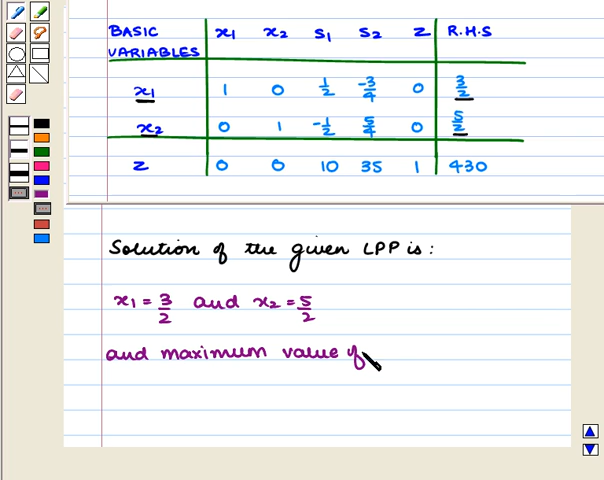 BASIC VARIABLES x1 x2 S1 S2 Z R.H.S
x1 1 0 1/2 -3/4 0 3/2
x2 0 1 -1/2 5/4 0 5/2
Z 0 0 10 35 1 430
Solution of the given LPP is :
x1 = 3/2 and x2 = 5/2
and maximum value of